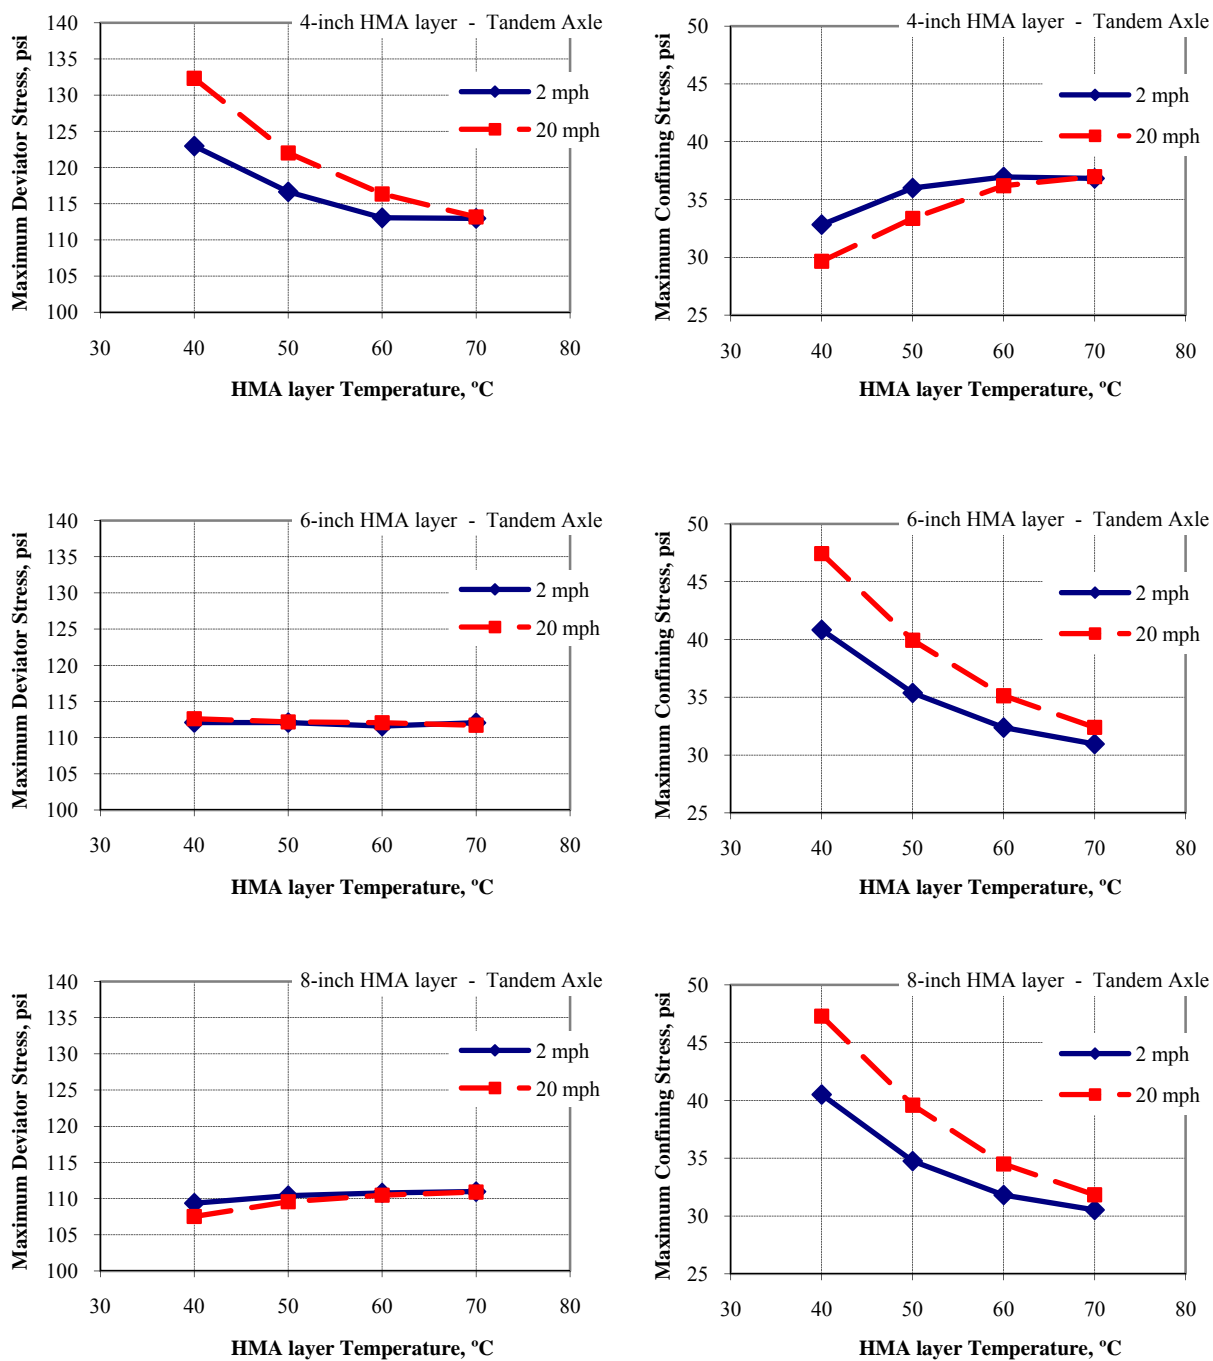 4-inch HMA layer - Tandem Axle
Maximum Deviator Stress, psi
140
135
130
125
120
115
110
105
100
2 mph
20 mph
30 40 50 60 70 80
HMA layer Temperature, ºC
4-inch HMA layer - Tandem Axle
Maximum Confining Stress, psi
50
45
40
35
30
25
2 mph
20 mph
30 40 50 60 70 80
HMA layer Temperature, ºC
6-inch HMA layer - Tandem Axle
Maximum Deviator Stress, psi
140
135
130
125
120
115
110
105
100
2 mph
20 mph
30 40 50 60 70 80
HMA layer Temperature, ºC
6-inch HMA layer - Tandem Axle
Maximum Confining Stress, psi
50
45
40
35
30
25
2 mph
20 mph
30 40 50 60 70 80
HMA layer Temperature, ºC
8-inch HMA layer - Tandem Axle
Maximum Deviator Stress, psi
140
135
130
125
120
115
110
105
100
2 mph
20 mph
30 40 50 60 70 80
HMA layer Temperature, ºC
8-inch HMA layer - Tandem Axle
Maximum Confining Stress, psi
50
45
40
35
30
25
2 mph
20 mph
30 40 50 60 70 80
HMA layer Temperature, ºC